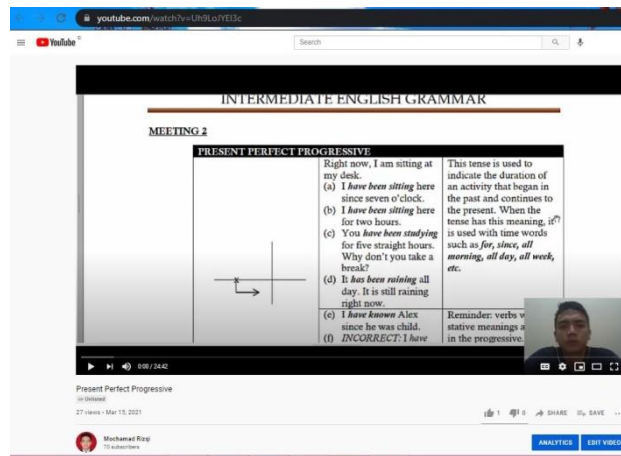 youtube.com/watch?v=Uh9LoJYEI3c
YouTube
Search
INTERMEDIATE ENGLISH GRAMMAR
MEETING 2
PRESENT PERFECT PROGRESSIVE
Right now, I am sitting at
my desk.
(a) I have been sitting here
since seven o'clock.
(b) I have been sitting here
for two hours.
(c) You have been studying
for five straight hours.
Why don't you take a
break?
(d) It has been raining all
day. It is still raining
right now.
(e) I have known Alex
since he was child.
(f) INCORRECT: I have
This tense is used to
indicate the duration of
an activity that began in
the past and continues to
the present. When the
tense has this meaning, it
is used with time words
such as for, since, all
morning, all day, all week,
etc.
Reminder: verbs w
stative meanings a
in the progressive.
0:00 / 24:42
Present Perfect Progressive
Unlisted
27 views • Mar 15, 2021
1
0
SHARE
SAVE
Mochamad Rizqi
70 subscribers
ANALYTICS
EDIT VIDEO